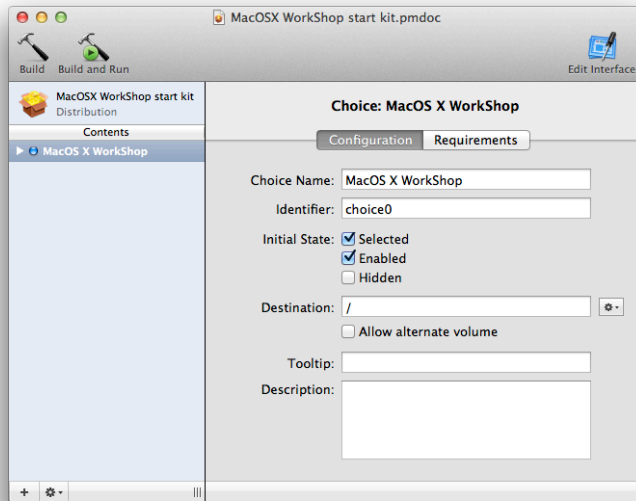 MacOSX WorkShop start kit.pmdoc
Build
Build and Run
Edit Interface
MacOSX WorkShop start kit
Distribution
Contents
MacOS X WorkShop
Choice: MacOS X WorkShop
Configuration
Requirements
Choice Name: MacOS X WorkShop
Identifier: choice0
Initial State: Selected
Enabled
Hidden
Destination: /
Allow alternate volume
Tooltip:
Description: